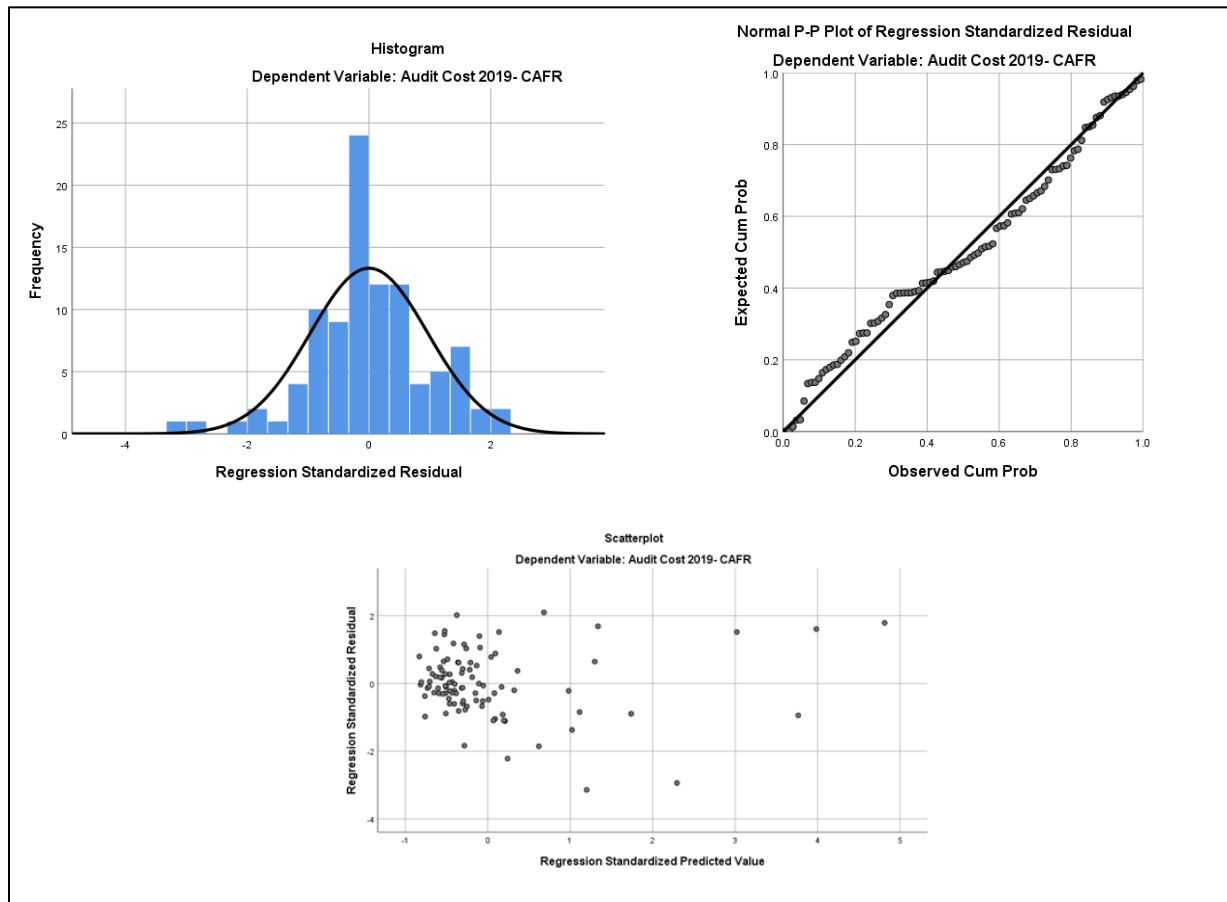 Histogram
Dependent Variable: Audit Cost 2019- CAFR
Frequency
25
20
15
10
5
0
-4
-2
0
2
Regression Standardized Residual
Normal P-P Plot of Regression Standardized Residual
Dependent Variable: Audit Cost 2019- CAFR
Expected Cum Prob
1.0
0.8
0.6
0.4
0.2
0.0
0.0
0.2
0.4
0.6
0.8
1.0
Observed Cum Prob
Scatterplot
Dependent Variable: Audit Cost 2019- CAFR
Regression Standardized Residual
2
0
-2
-4
-1
0
1
2
3
4
5
Regression Standardized Predicted Value